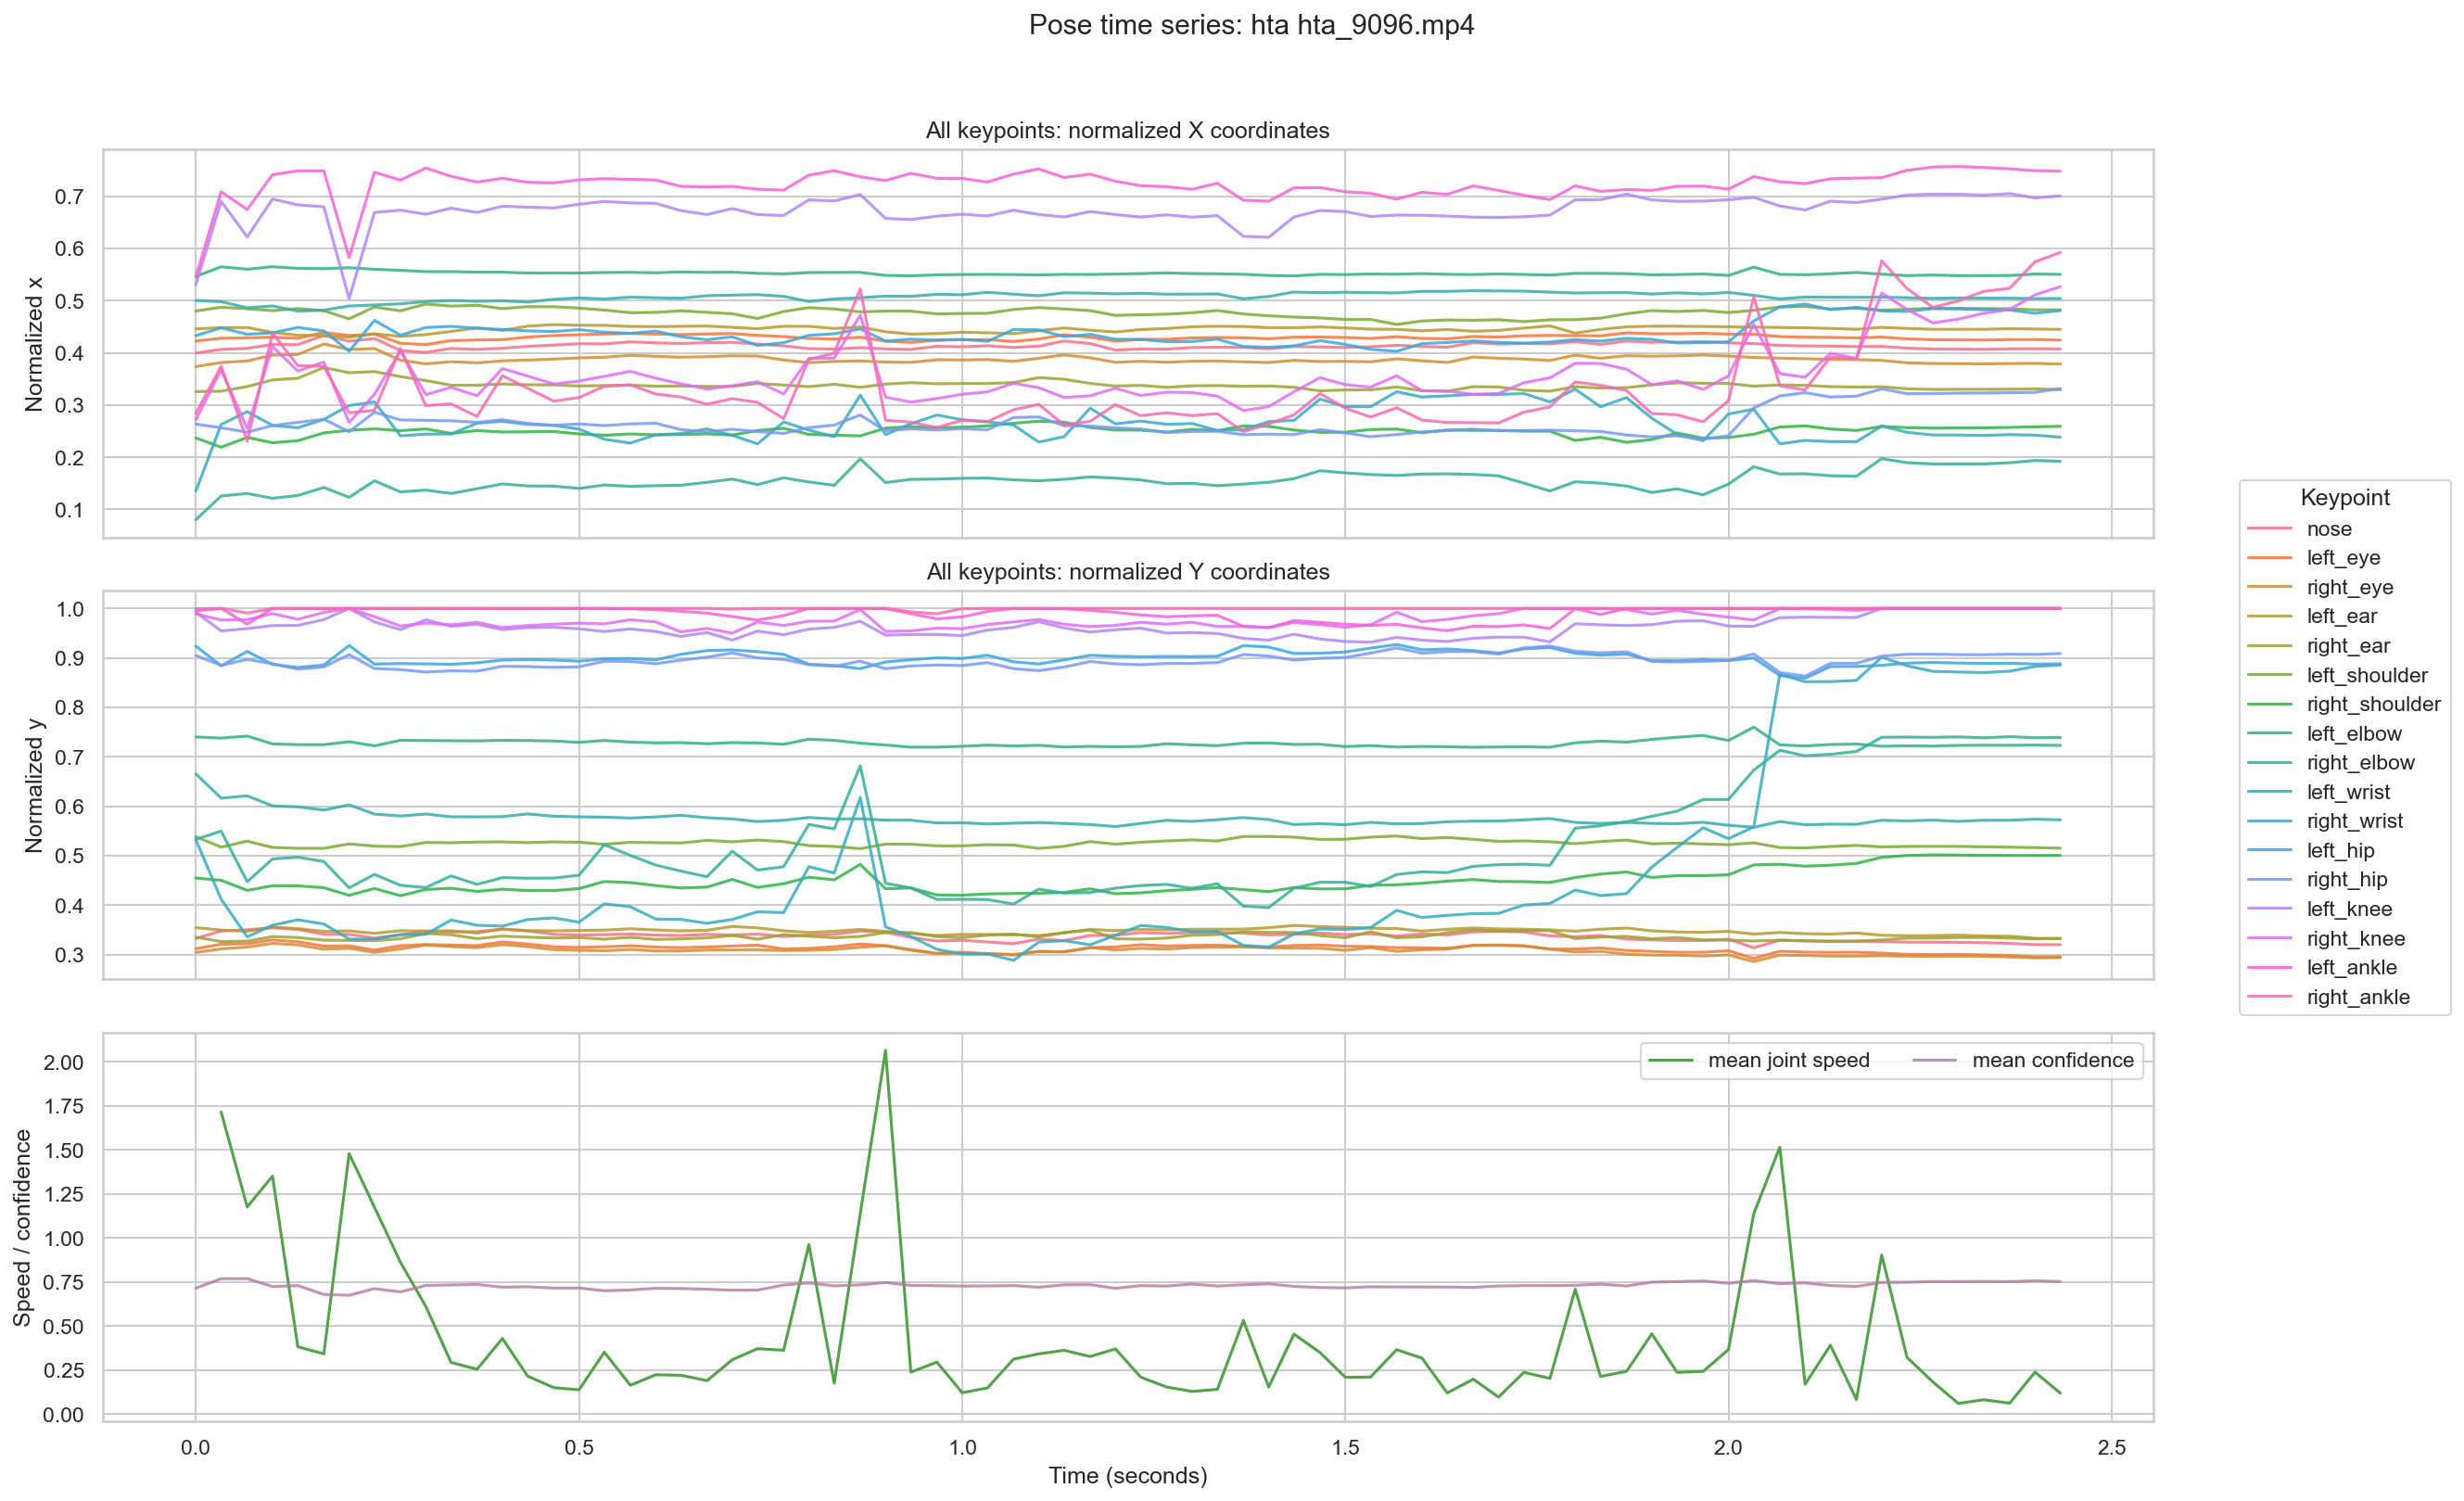 Pose time series: hta hta_9096.mp4
All keypoints: normalized X coordinates
Normalized x
0.7
0.6
0.5
0.4
0.3
0.2
0.1
All keypoints: normalized Y coordinates
Normalized y
1.0
0.9
0.8
0.7
0.6
0.5
0.4
0.3
Speed / confidence
2.00
1.75
1.50
1.25
1.00
0.75
0.50
0.25
0.00
mean joint speed mean confidence
0.0 0.5 1.0 1.5 2.0 2.5
Time (seconds)
Keypoint
nose
left_eye
right_eye
left_ear
right_ear
left_shoulder
right_shoulder
left_elbow
right_elbow
left_wrist
right_wrist
left_hip
right_hip
left_knee
right_knee
left_ankle
right_ankle